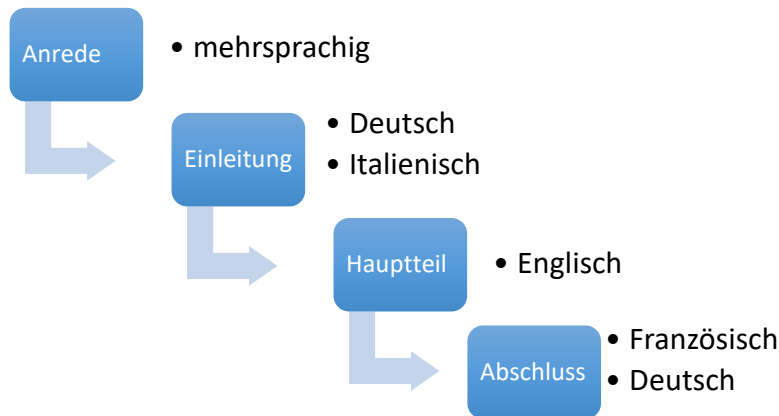 Anrede
• mehrsprachig
Einleitung
• Deutsch
• Italienisch
Hauptteil
• Englisch
Abschluss
• Französisch
• Deutsch